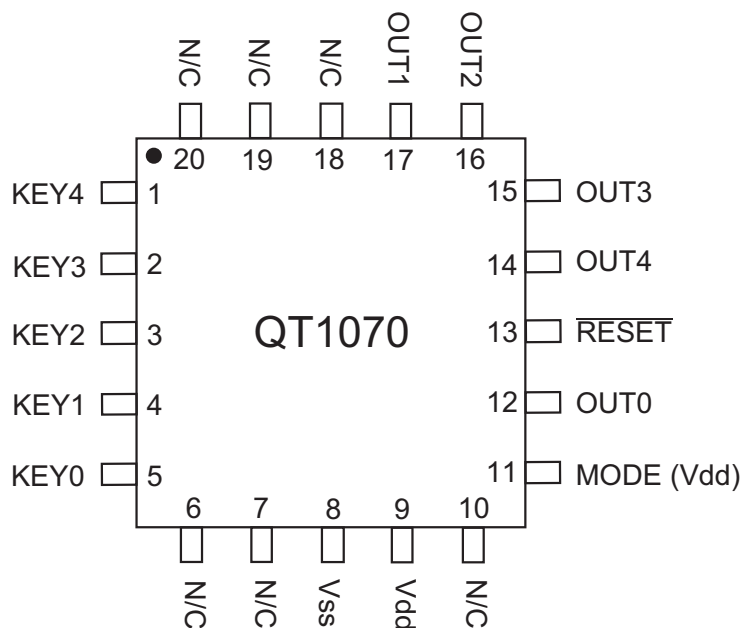 N/C N/C N/C OUT1 OUT2
20 19 18 17 16
KEY4 1 15 OUT3
KEY3 2 14 OUT4
KEY2 3 QT1070 13 RESET
KEY1 4 12 OUT0
KEY0 5 11 MODE (Vdd)
6 7 8 9 10
N/C N/C Vss Vdd N/C